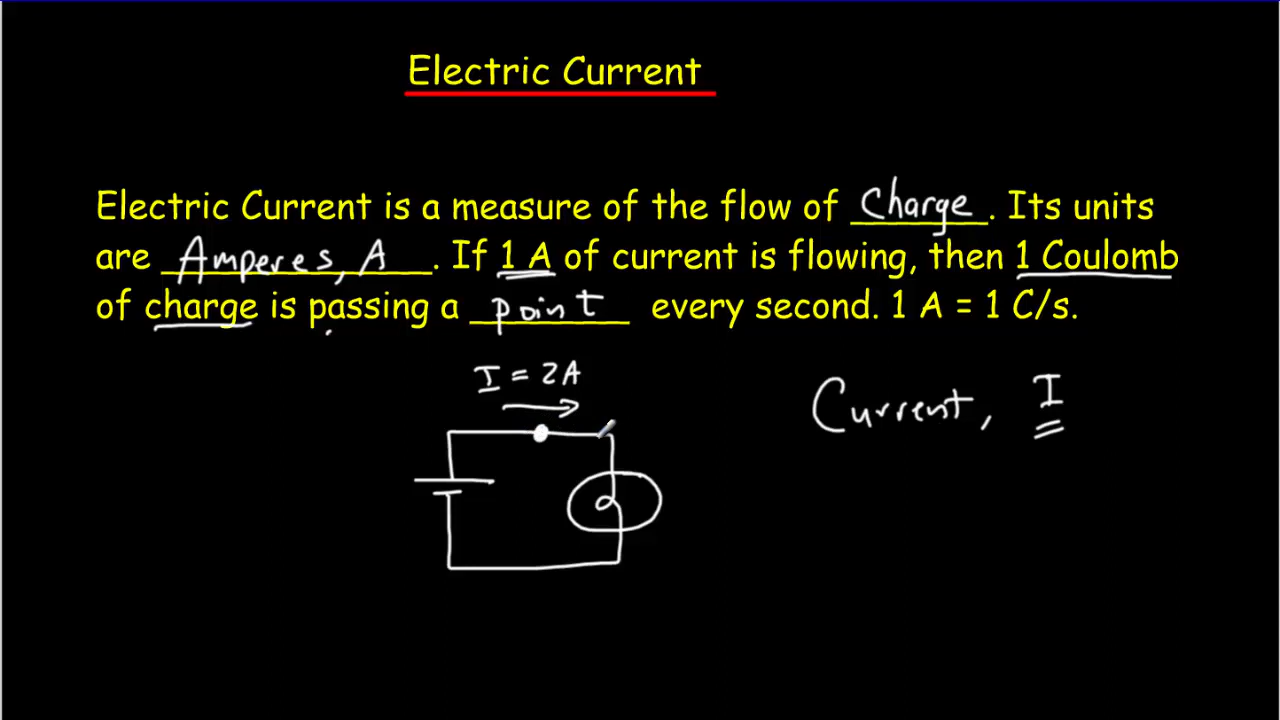 Electric Current
Electric Current is a measure of the flow of Charge. Its units
are Amperes, A. If 1 A of current is flowing, then 1 Coulomb
of charge is passing a point every second. 1 A = 1 C/s.
I = 2A
Current, I